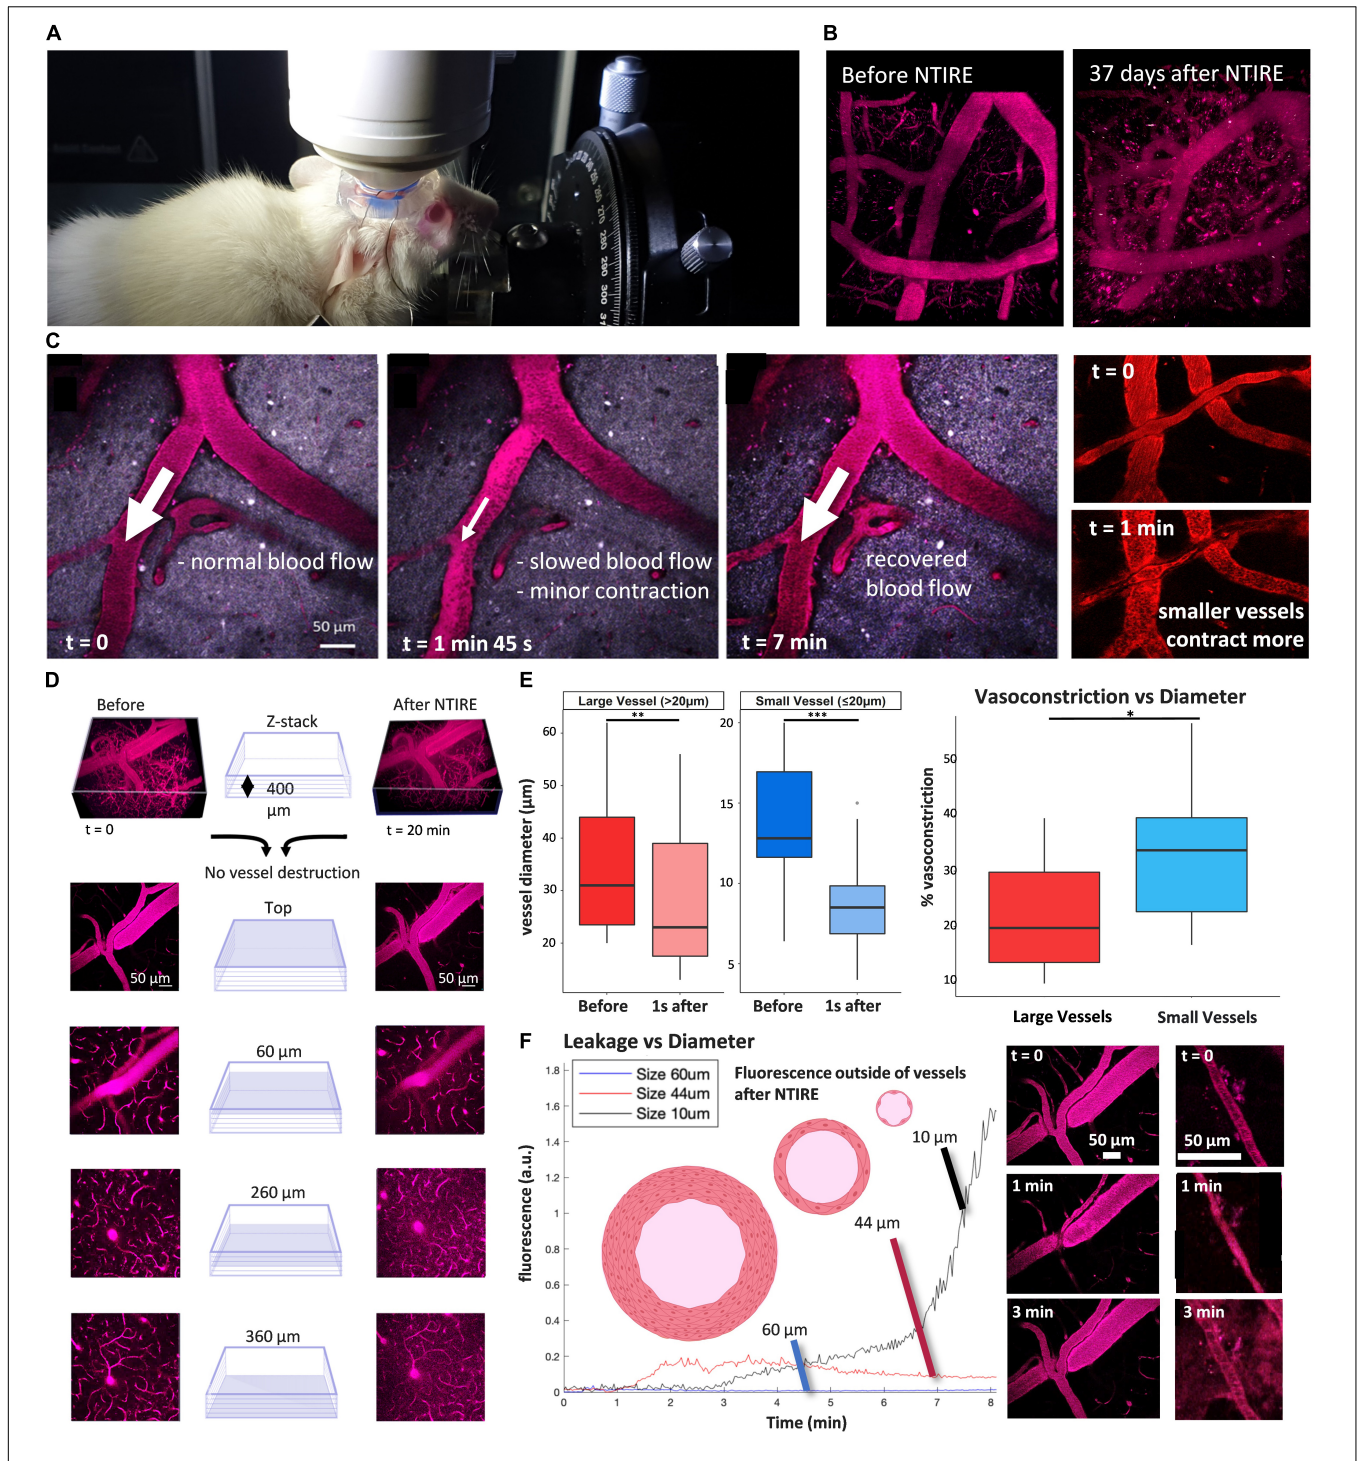 A
B
Before NTIRE
37 days after NTIRE
270
280
290
300
C
- normal blood flow
50 µm
t = 0
- slowed blood flow
- minor contraction
t = 1 min 45 s
recovered
blood flow
t = 7 min
t = 0
t = 1 min
smaller vessels
contract more
D
Before
After NTIRE
Z-stack
400
µm
t = 0
t = 20 min
No vessel destruction
Top
50 µm
50 µm
60 µm
260 µm
360 µm
E
Large Vessel (>20µm)
Small Vessel (≤20µm)
**
***
vessel diameter (µm)
60
50
40
30
20
20
15
10
5
Before
1s after
Before
1s after
Vasoconstriction vs Diameter
*
% vasoconstriction
50
40
30
20
10
Large Vessels
Small Vessels
F
Leakage vs Diameter
Size 60um
Size 44um
Size 10um
Fluorescence outside of vessels
after NTIRE
10 µm
44 µm
60 µm
fluorescence (a.u.)
1.8
1.6
1.4
1.2
1
0.8
0.6
0.4
0.2
0
0
1
2
3
4
5
6
7
8
Time (min)
t = 0
50 µm
1 min
3 min
t = 0
50 µm
1 min
3 min